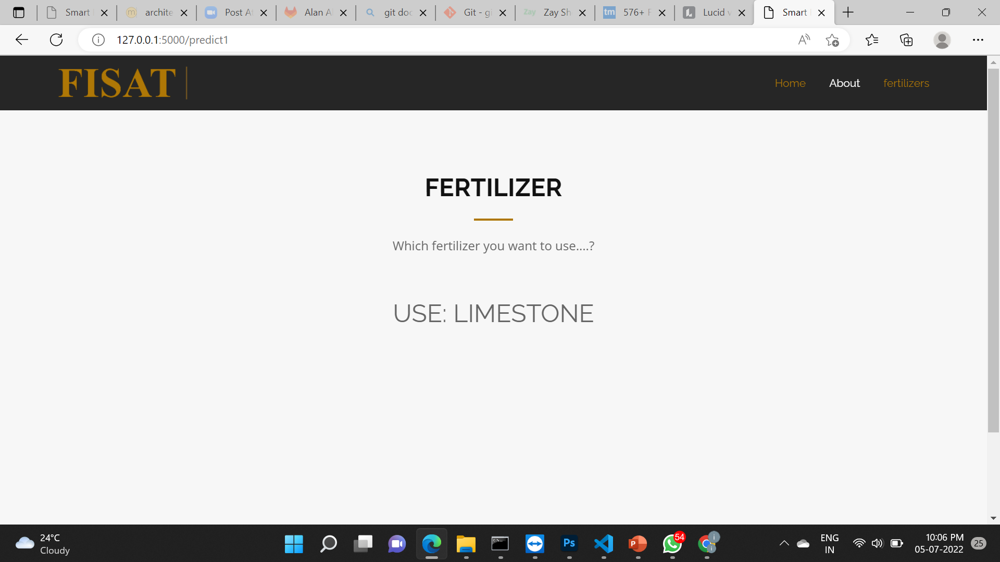 Smart
archite
Post A
Alan A
git doc
Git - gi
Zay Sh
576+ F
Lucid v
Smart
127.0.0.1:5000/predict1
FISAT
Home
About
fertilizers
FERTILIZER
Which fertilizer you want to use....?
USE: LIMESTONE
24°C
Cloudy
54
ENG
IN
10:06 PM
05-07-2022
25